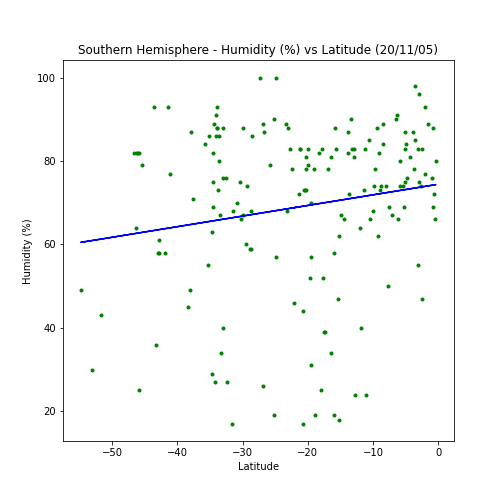 Southern Hemisphere - Humidity (%) vs Latitude (20/11/05)
100
80
60
40
20
Humidity (%)
−50 −40 −30 −20 −10 0
Latitude